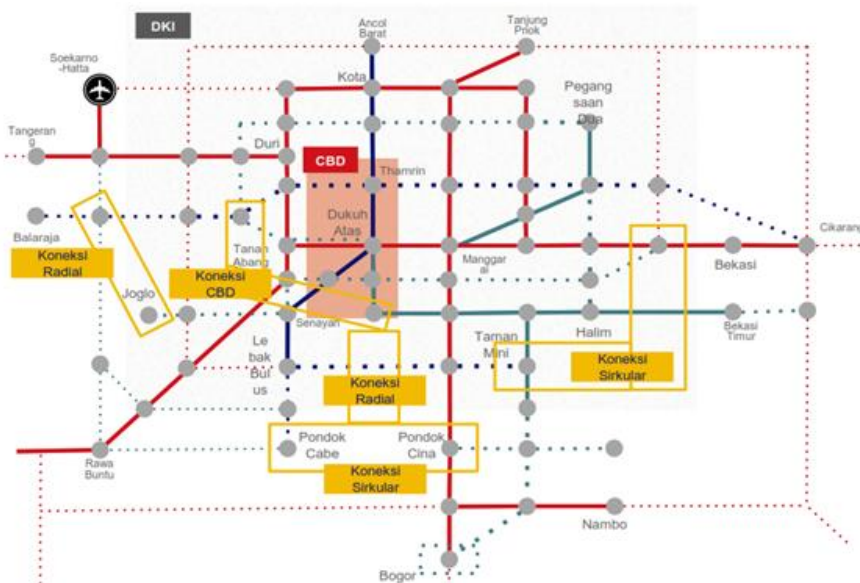 DKI
Ancol
Barat
Tanjung
Priok
Soekarno
-Hatta
Kota
Pegang
saan
Dua
Tangeran
g
Duri
CBD
Thamrin
Balaraja
Dukuh
Atas
Cikarang
Koneksi
Radial
Tanan
Abang
Mangar
ai
Bekasi
Koneksi
CBD
Joglo
Senayan
Le
bak
Bul
us
Taman
Mini
Halim
Bekasi
Timur
Koneksi
Sirkular
Koneksi
Radial
Pondok
Cabe
Pondok
Cina
Rawa
Buntu
Koneksi
Sirkular
Nambo
Bogor